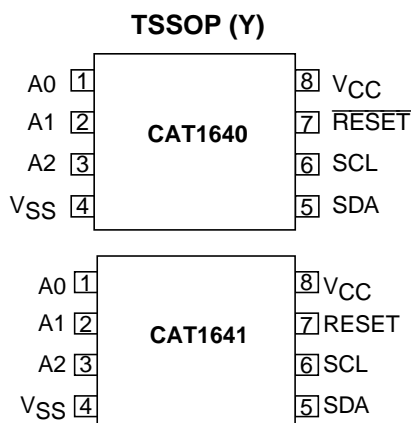 TSSOP (Y)
A0 1 8 VCC
A1 2 CAT1640 7 RESET
A2 3 6 SCL
VSS 4 5 SDA
A0 1 8 VCC
A1 2 CAT1641 7 RESET
A2 3 6 SCL
VSS 4 5 SDA